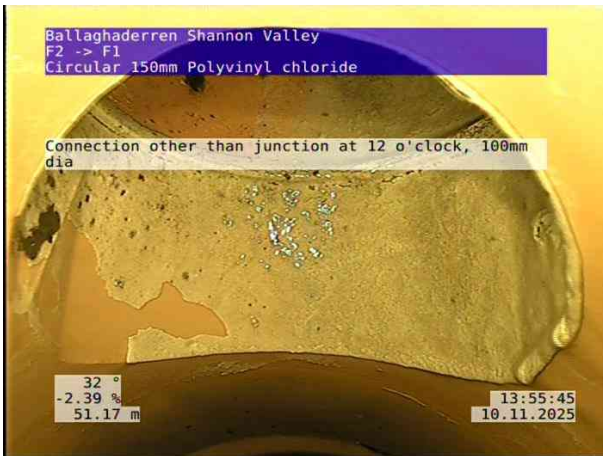 Ballaghaderren Shannon Valley
F2 -> F1
Circular 150mm Polyvinyl chloride
Connection other than junction at 12 o'clock, 100mm
dia
32 °
-2.39 %
51.17 m
13:55:45
10.11.2025